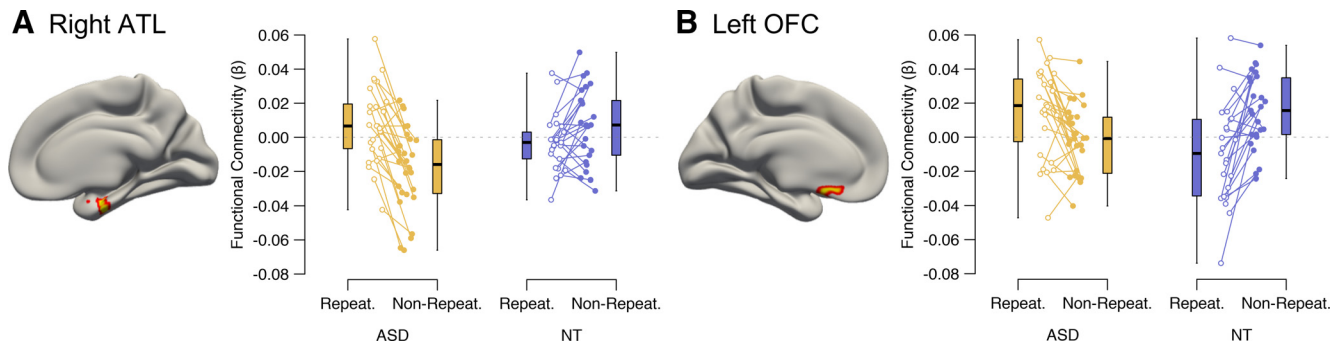 A Right ATL
Functional Connectivity (β)
0.06
0.04
0.02
0.00
-0.02
-0.04
-0.06
-0.08
Repeat. Non-Repeat. Repeat. Non-Repeat.
ASD NT
B Left OFC
Functional Connectivity (β)
0.06
0.04
0.02
0.00
-0.02
-0.04
-0.06
-0.08
Repeat. Non-Repeat. Repeat. Non-Repeat.
ASD NT